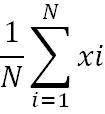 1/N ∑_{i=1}^{N} xi